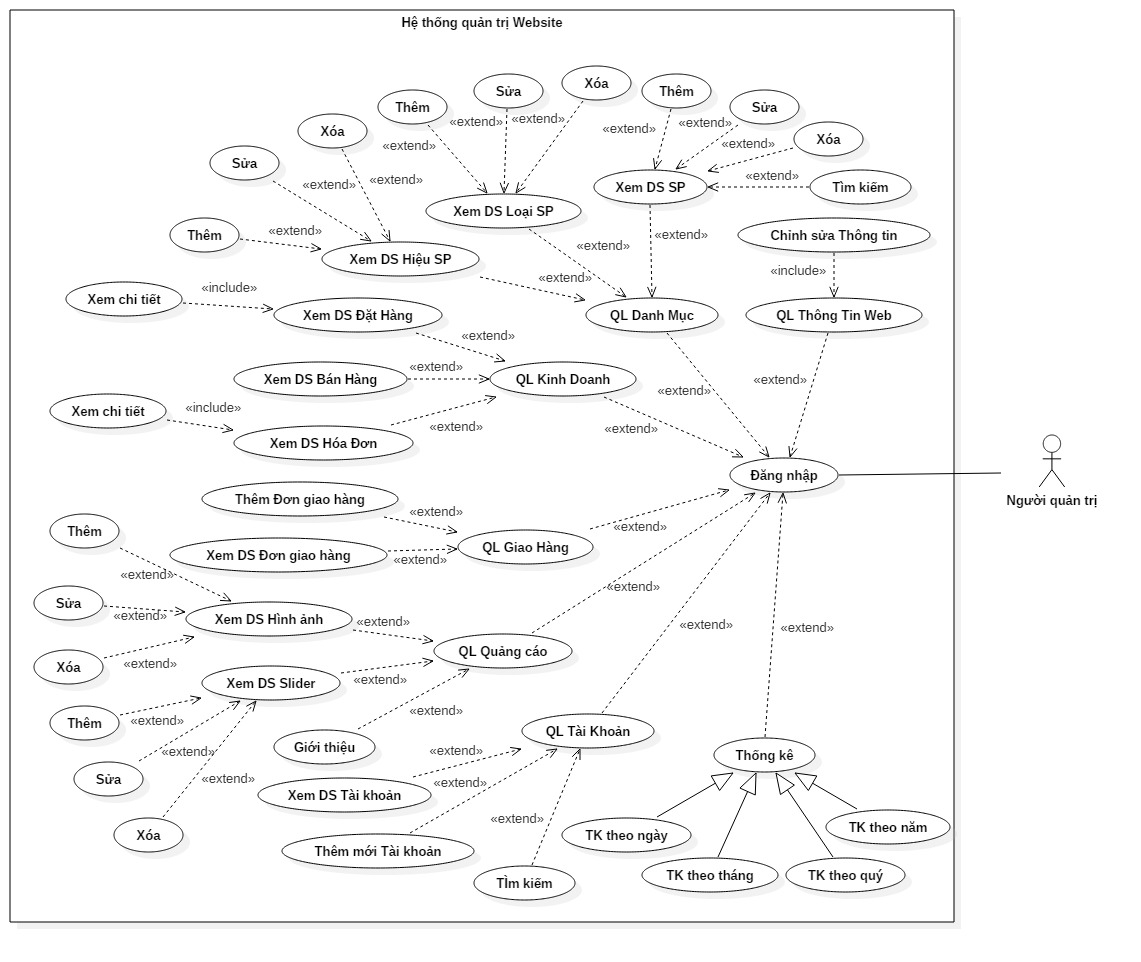 Hệ thống quản trị Website
Xóa
Sửa
Thêm
Thêm
Sửa
«extend»
«extend»
«extend»
«extend»
Xóa
Xóa
«extend»
«extend»
Sửa
«extend»
«extend»
«extend»
Xem DS SP
Tìm kiếm
Xem DS Loại SP
Thêm
«extend»
«extend»
«extend»
Chỉnh sửa Thông tin
Xem DS Hiệu SP
«extend»
«include»
Xem chi tiết
«include»
Xem DS Đặt Hàng
QL Danh Mục
QL Thông Tin Web
«extend»
Xem DS Bán Hàng
«extend»
QL Kinh Doanh
«extend»
«extend»
Xem chi tiết
«include»
Xem DS Hóa Đơn
«extend»
«extend»
Đăng nhập
Người quản trị
Thêm Đơn giao hàng
«extend»
«extend»
Thêm
Xem DS Đơn giao hàng
«extend»
QL Giao Hàng
«extend»
«extend»
Sửa
«extend»
Xem DS Hình ảnh
«extend»
«extend»
«extend»
Xóa
«extend»
QL Quảng cáo
Xem DS Slider
«extend»
Thêm
«extend»
«extend»
QL Tài Khoản
Sửa
«extend»
Giới thiệu
«extend»
Thống kê
«extend»
«extend»
Xem DS Tài khoản
Xóa
«extend»
TK theo ngày
TK theo năm
Thêm mới Tài khoản
TÌm kiếm
TK theo tháng
TK theo quý